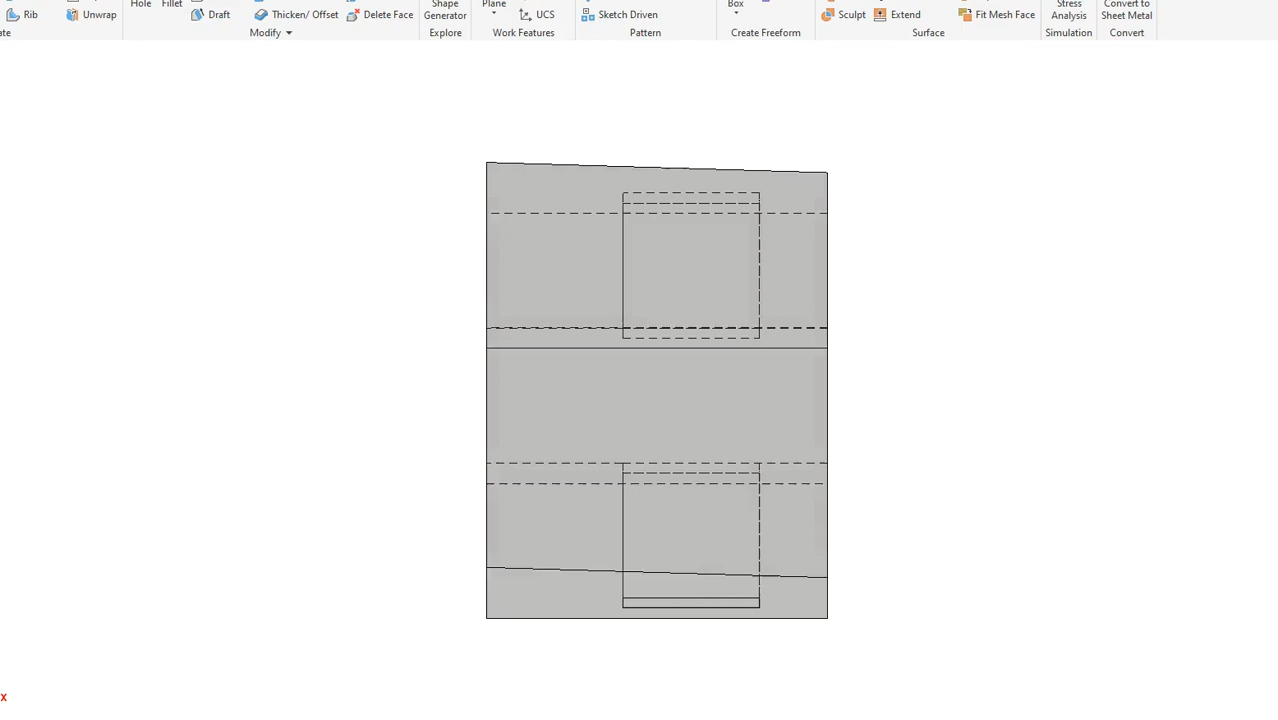 Hole Fillet Shape Plane Box Stress Convert to
Rib Unwrap Draft Thicken/ Offset Delete Face Generator UCS Sketch Driven Sculpt Extend Fit Mesh Face Analysis Sheet Metal
Modify Explore Work Features Pattern Create Freeform Surface Simulation Convert
x